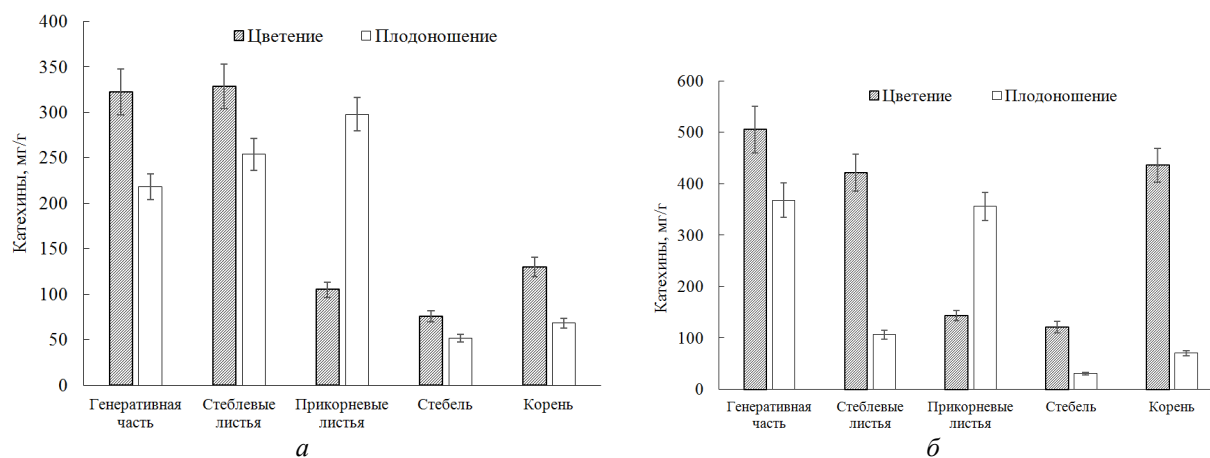 400
350
300
250
200
150
100
50
0
Катехины, мг/г
Цветение Плодоношение
Генеративная часть
Стеблевые листья
Прикорневые листья
Стебель
Корень
а
600
500
400
300
200
100
0
Катехины, мг/г
Цветение Плодоношение
Генеративная часть
Стеблевые листья
Прикорневые листья
Стебель
Корень
б